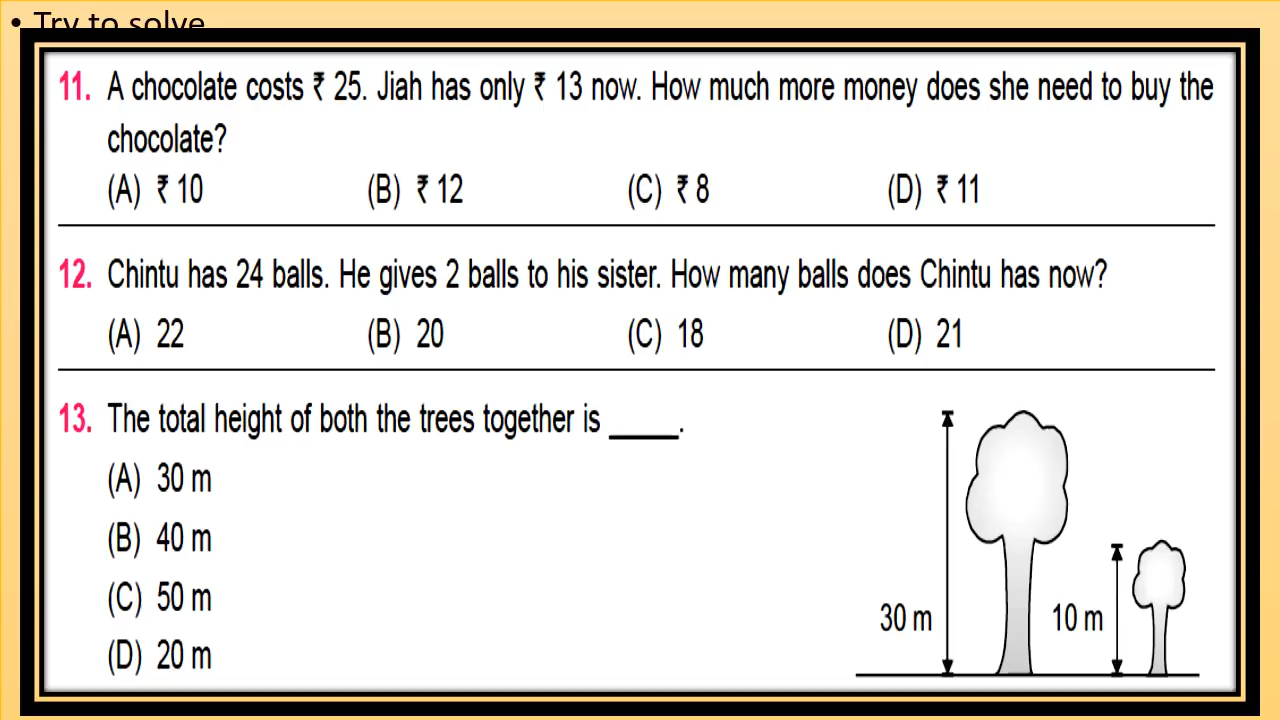 • Try to solve
11. A chocolate costs ₹ 25. Jiah has only ₹ 13 now. How much more money does she need to buy the
chocolate?
(A) ₹ 10 (B) ₹ 12 (C) ₹ 8 (D) ₹ 11
12. Chintu has 24 balls. He gives 2 balls to his sister. How many balls does Chintu has now?
(A) 22 (B) 20 (C) 18 (D) 21
13. The total height of both the trees together is _____.
(A) 30 m
(B) 40 m
(C) 50 m
(D) 20 m
30 m 10 m